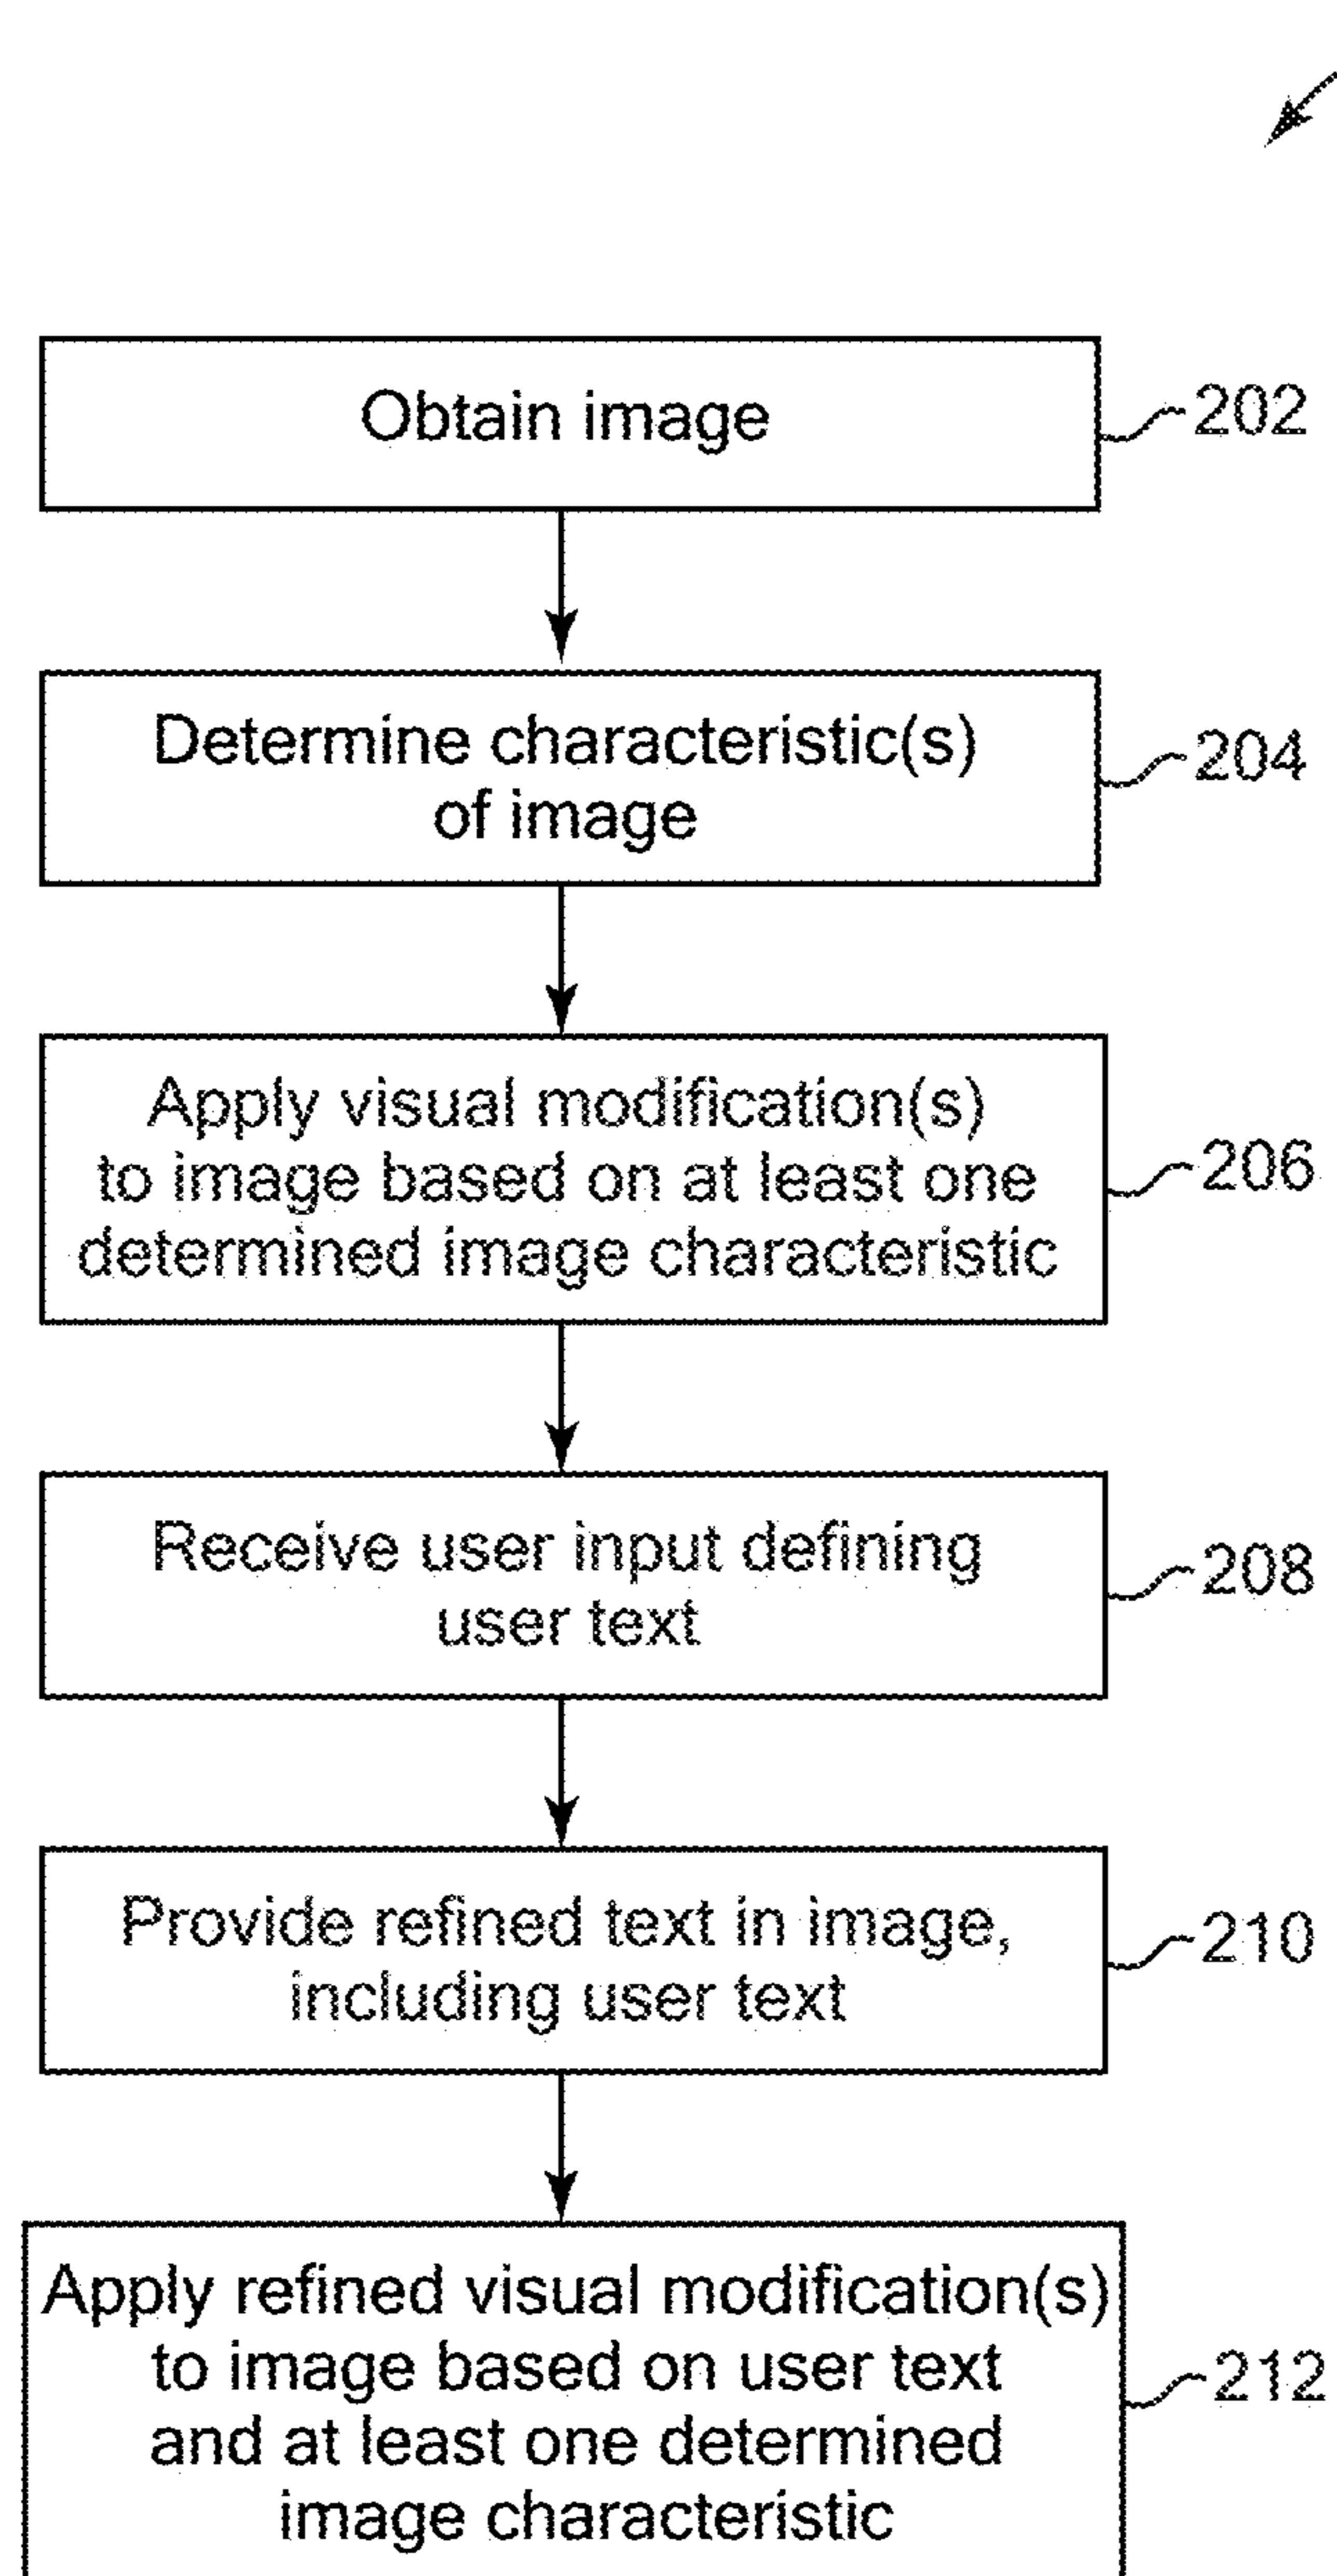 Obtain image
202
Determine characteristic(s)
of image
204
Apply visual modification(s)
to image based on at least one
determined image characteristic
206
Receive user input defining
user text
208
Provide refined text in image,
including user text
210
Apply refined visual modification(s)
to image based on user text
and at least one determined
image characteristic
212